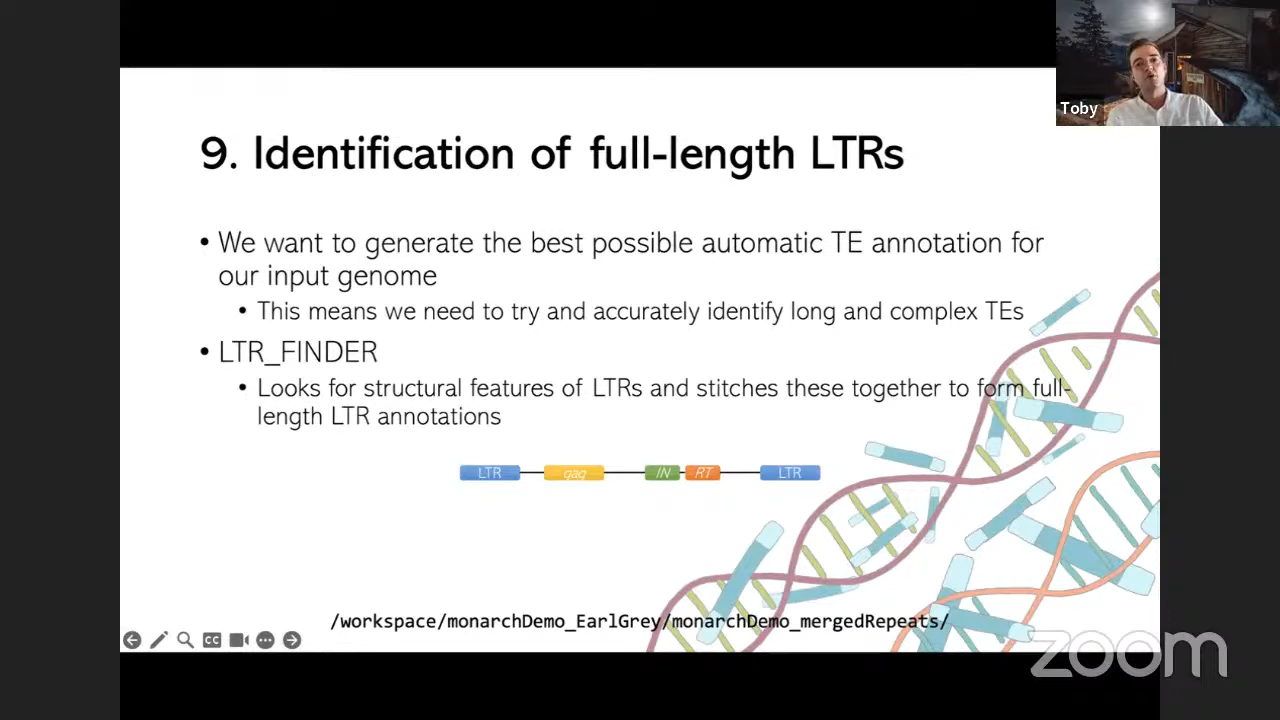 Toby
9. Identification of full-length LTRs
• We want to generate the best possible automatic TE annotation for
our input genome
• This means we need to try and accurately identify long and complex TEs
• LTR_FINDER
• Looks for structural features of LTRs and stitches these together to form full-
length LTR annotations
LTR gag IN RT LTR
/workspace/monarchDemo_EarlGrey/monarchDemo_mergedRepeats/
CC
zoom